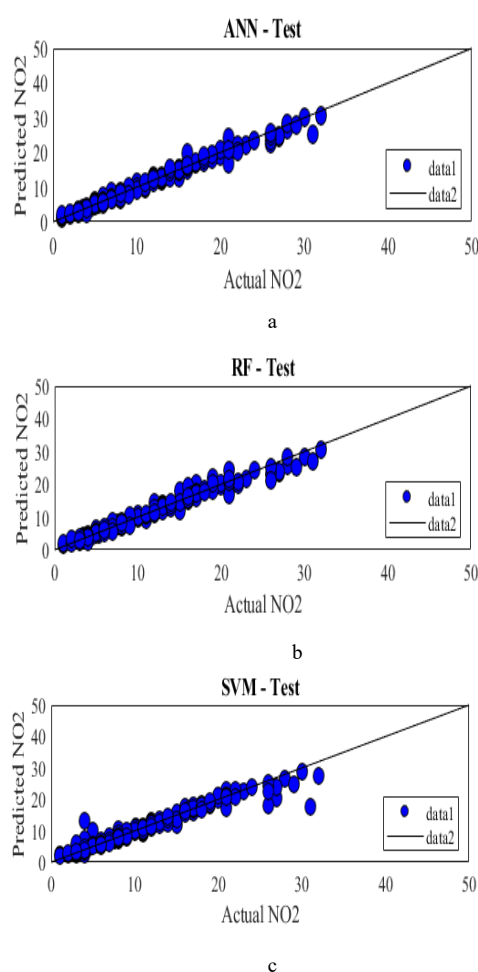 ANN - Test
50
40
30
20
10
0
Predicted NO2
data1
data2
0 10 20 30 40 50
Actual NO2
a
RF - Test
50
40
30
20
10
0
Predicted NO2
data1
data2
0 10 20 30 40 50
Actual NO2
b
SVM - Test
50
40
30
20
10
0
Predicted NO2
data1
data2
0 10 20 30 40 50
Actual NO2
c